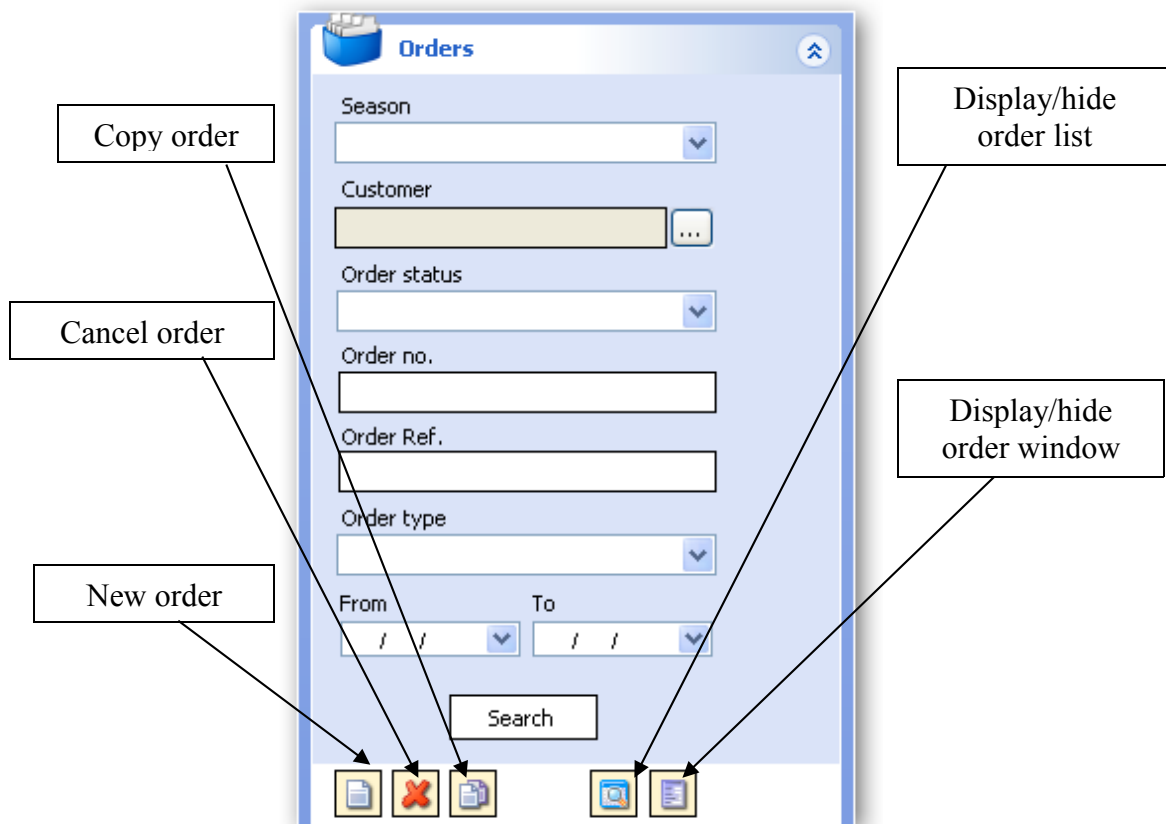 Orders
Season
Copy order
Display/hide
order list
Customer
...
Order status
Cancel order
Order no.
Display/hide
order window
Order Ref.
Order type
New order
From To
/ / / /
Search